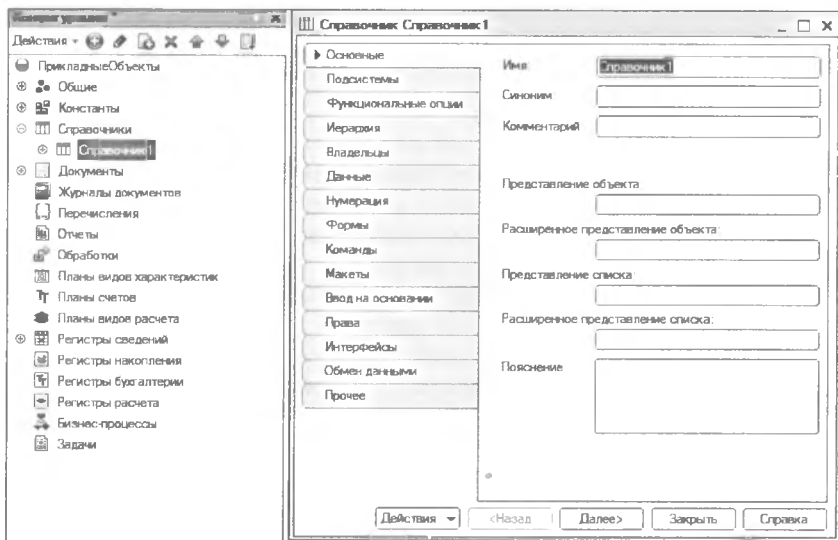 Конфигурация *
Действия
ПрикладныеОбъекты
Общие
Константы
Справочники
Справочник1
Документы
Журналы документов
Перечисления
Отчеты
Обработки
Планы видов характеристик
Планы счетов
Планы видов расчета
Регистры сведений
Регистры накопления
Регистры бухгалтерии
Регистры расчета
Бизнес-процессы
Задачи
Справочник Справочник1
Основные
Подсистемы
Функциональные опции
Иерархия
Владельцы
Данные
Нумерация
Формы
Команды
Макеты
Ввод на основании
Права
Интерфейсы
Обмен данными
Прочее
Имя: Справочник1
Синоним:
Комментарий
Представление объекта
Расширенное представление объекта:
Представление списка:
Расширенное представление списка:
Пояснение
Действия
<Назад
Далее>
Закрыть
Справка